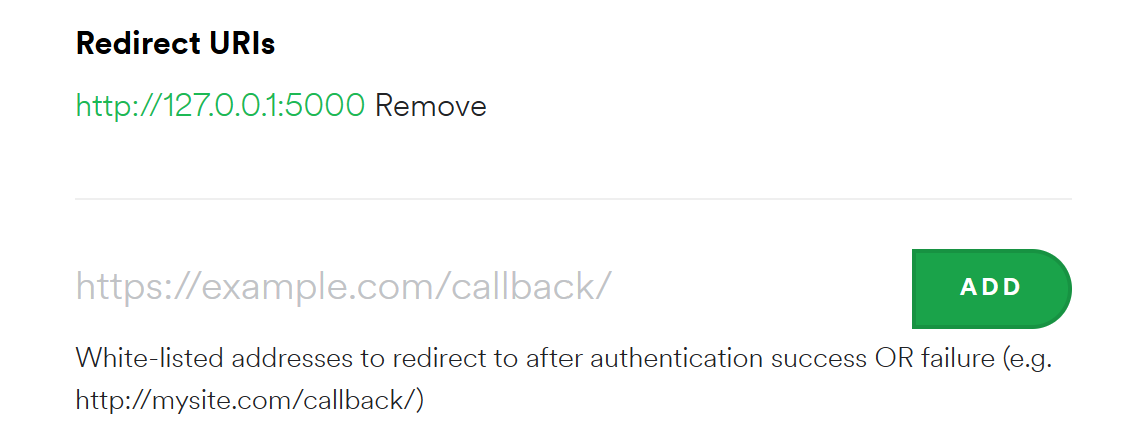 Redirect URIs
http://127.0.0.1:5000 Remove
https://example.com/callback/
ADD
White-listed addresses to redirect to after authentication success OR failure (e.g.
http://mysite.com/callback/)